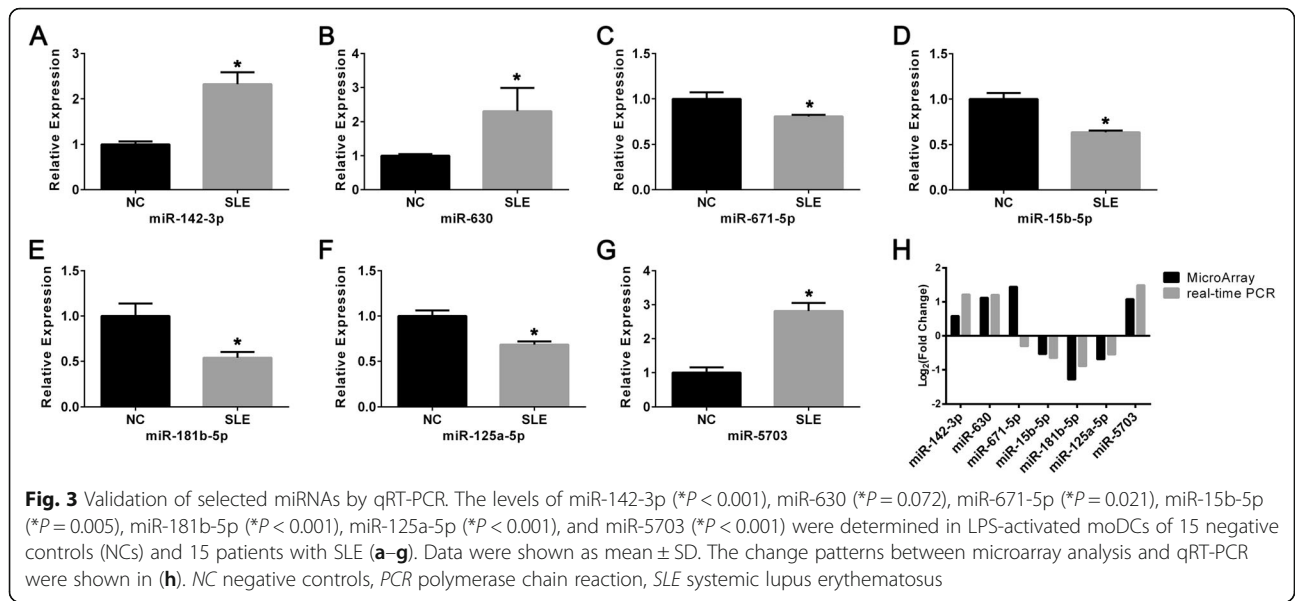 A
Relative Expression
3
2
1
0
*
NC SLE
miR-142-3p
B
Relative Expression
4
3
2
1
0
*
NC SLE
miR-630
C
Relative Expression
1.5
1.0
0.5
0.0
*
NC SLE
miR-671-5p
D
Relative Expression
1.5
1.0
0.5
0.0
*
NC SLE
miR-15b-5p
E
Relative Expression
1.5
1.0
0.5
0.0
*
NC SLE
miR-181b-5p
F
Relative Expression
1.5
1.0
0.5
0.0
*
NC SLE
miR-125a-5p
G
Relative Expression
4
3
2
1
0
*
NC SLE
miR-5703
H
Log2(Fold Change)
2
1
0
-1
-2
MicroArray
real-time PCR
miR-142-3p
miR-630
miR-671-5p
miR-15b-5p
miR-181b-5p
miR-125a-5p
miR-5703
Fig. 3 Validation of selected miRNAs by qRT-PCR. The levels of miR-142-3p (*P < 0.001), miR-630 (*P = 0.072), miR-671-5p (*P = 0.021), miR-15b-5p
(*P = 0.005), miR-181b-5p (*P < 0.001), miR-125a-5p (*P < 0.001), and miR-5703 (*P < 0.001) were determined in LPS-activated moDCs of 15 negative
controls (NCs) and 15 patients with SLE (a–g). Data were shown as mean ± SD. The change patterns between microarray analysis and qRT-PCR
were shown in (h). NC negative controls, PCR polymerase chain reaction, SLE systemic lupus erythematosus